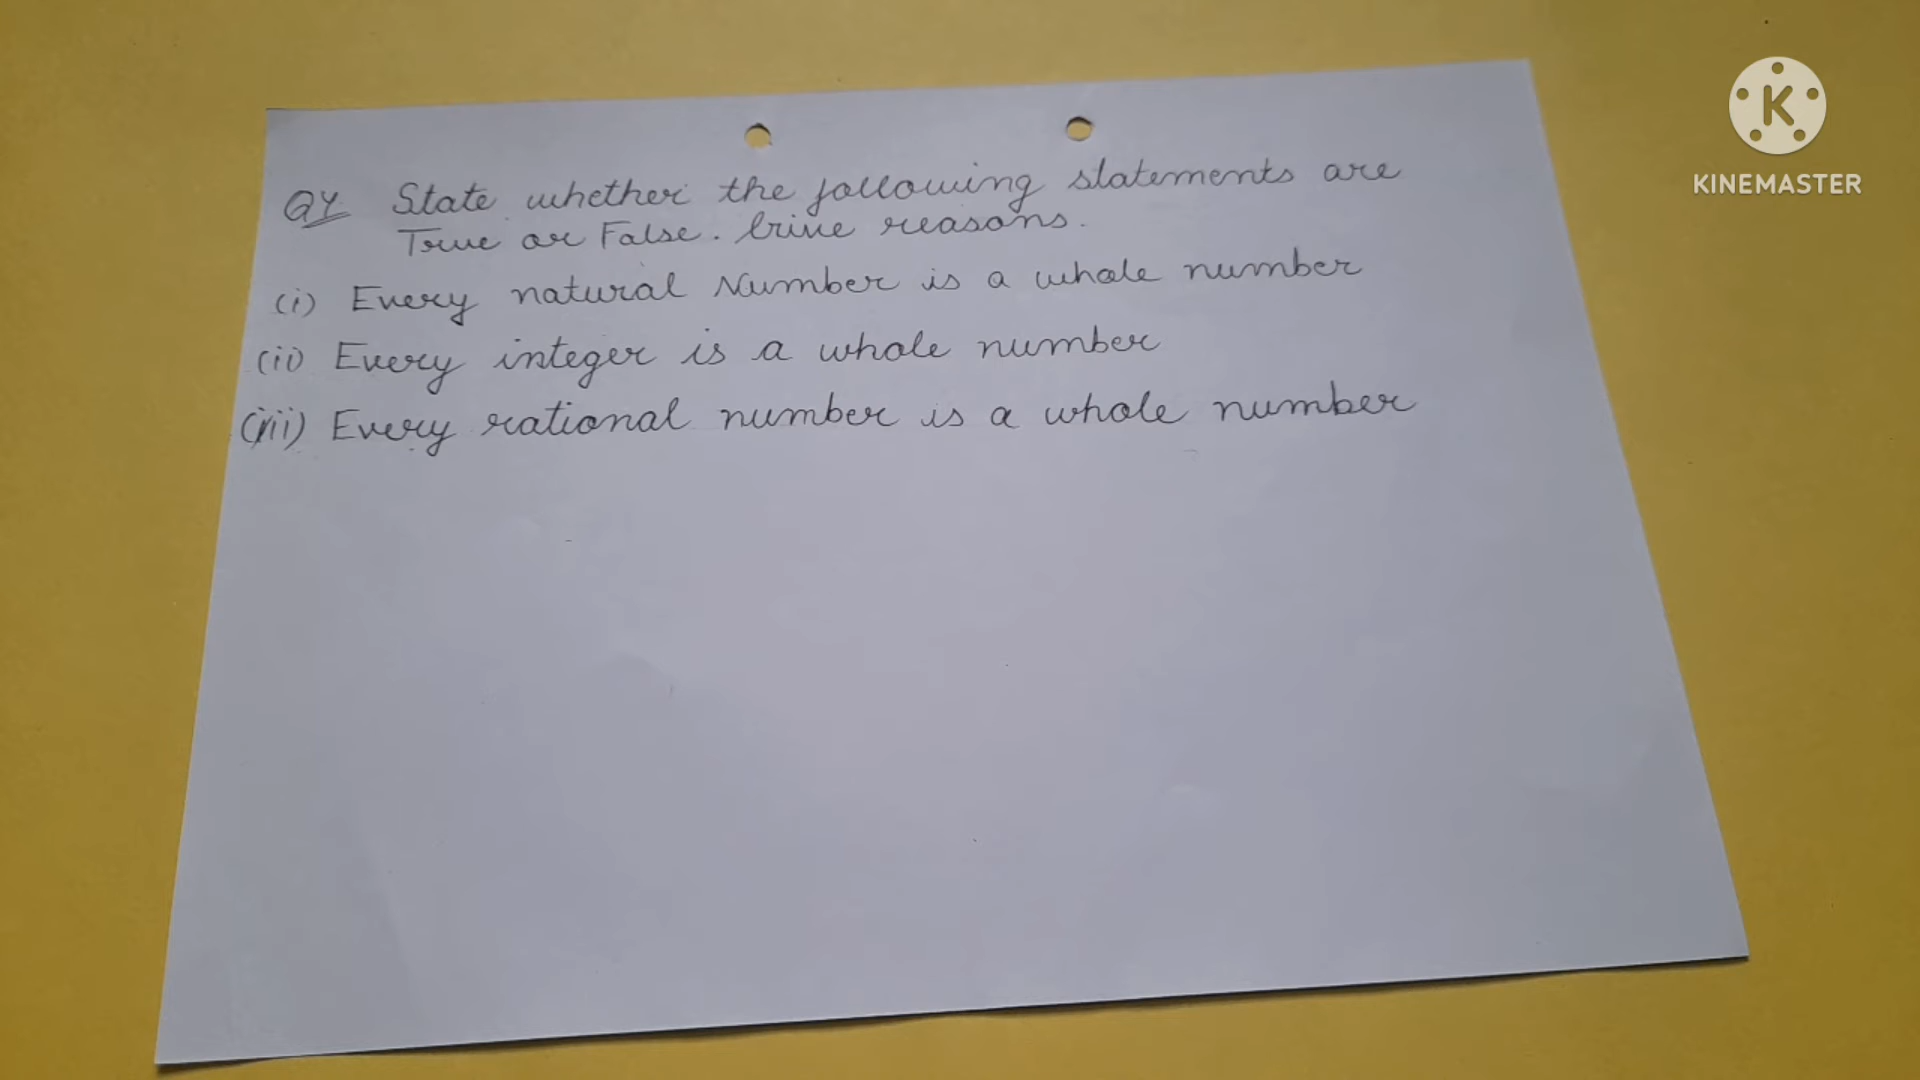 Q4 State whether the following statements are
True or False. Give reasons.
(i) Every natural Number is a whole number
(ii) Every integer is a whole number
(iii) Every rational number is a whole number
K
KINEMASTER